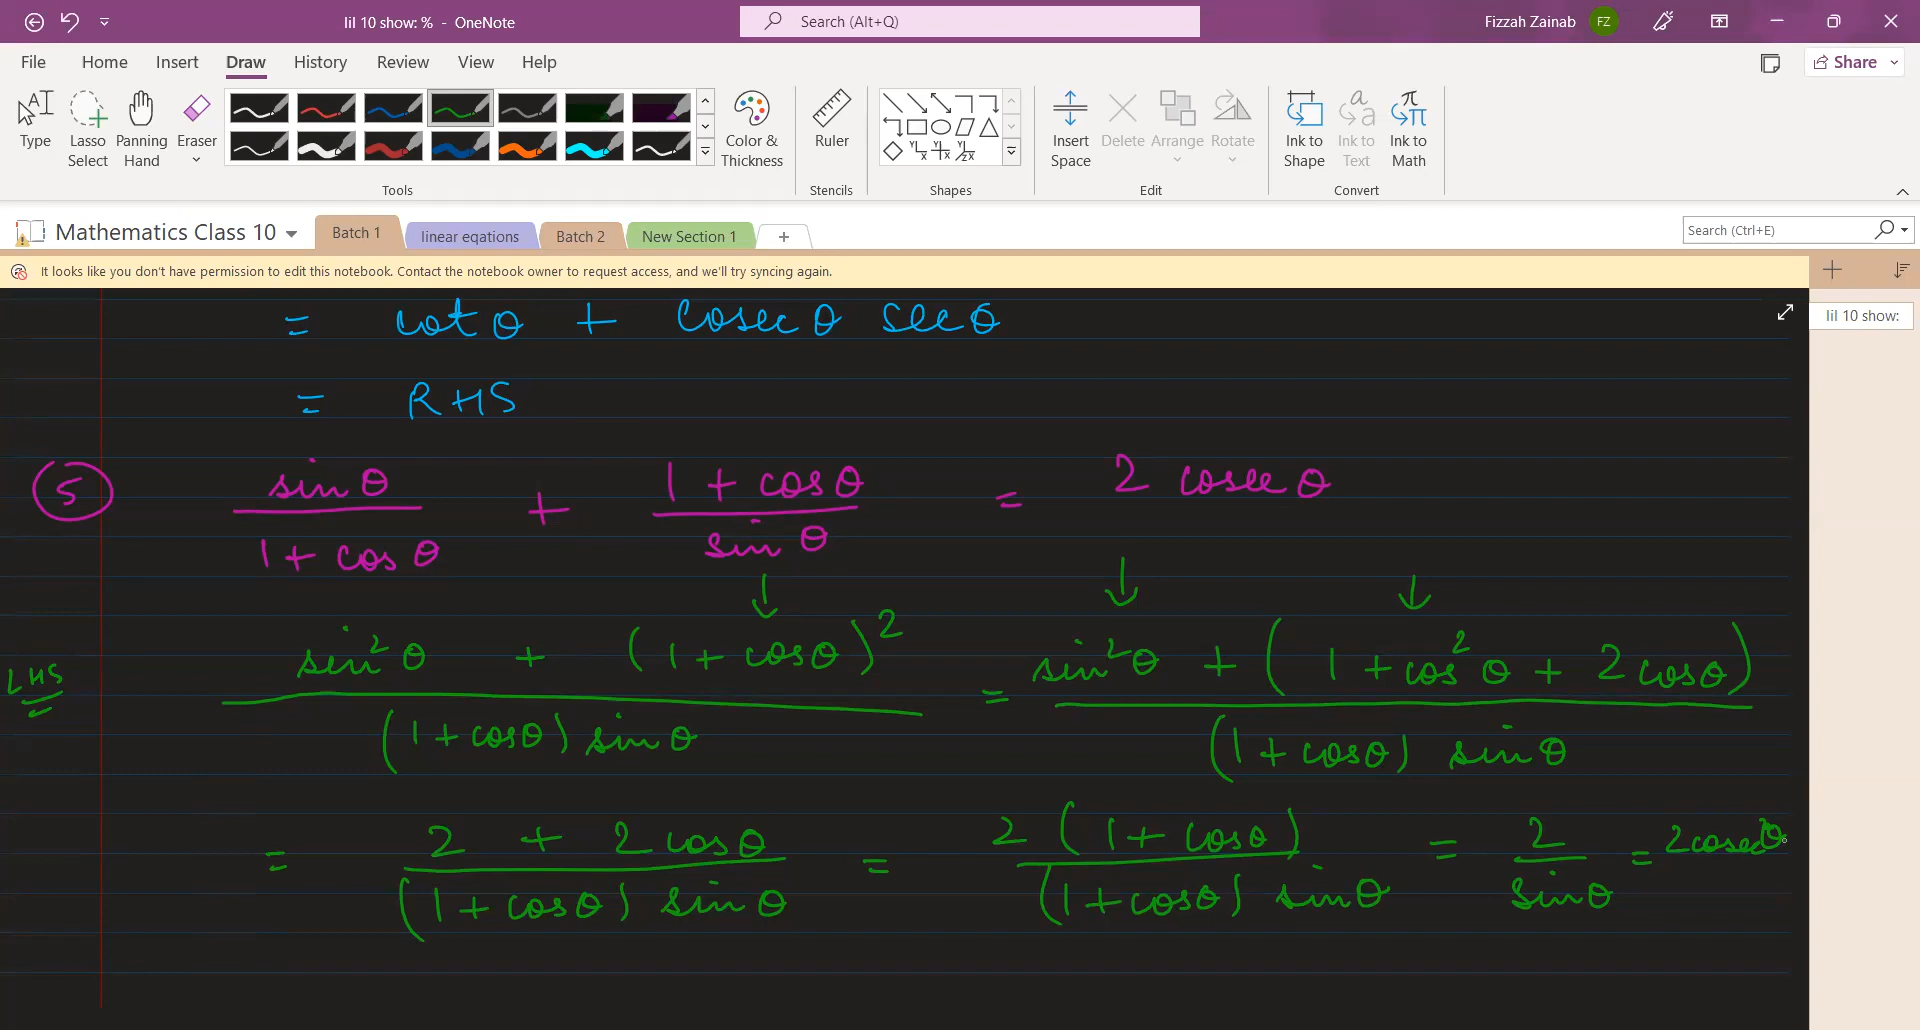 lil 10 show: % - OneNote
Search (Alt+Q)
Fizzah Zainab
FZ
File Home Insert Draw History Review View Help
Share
Type
Lasso Select
Panning Hand
Eraser
Color & Thickness
Ruler
Insert Space
Delete
Arrange
Rotate
Ink to Shape
Ink to Text
Ink to Math
Tools
Stencils
Shapes
Edit
Convert
Mathematics Class 10
Batch 1
linear eqations
Batch 2
New Section 1
+
Search (Ctrl+E)
It looks like you don't have permission to edit this notebook. Contact the notebook owner to request access, and we'll try syncing again.
lil 10 show:
= cot θ + cosec θ sec θ
= RHS
5 sin θ / 1 + cos θ + 1 + cos θ / sin θ = 2 cosec θ
LHS sin² θ + (1 + cos θ)² / (1 + cos θ) sin θ = sin² θ + (1 + cos² θ + 2 cos θ) / (1 + cos θ) sin θ
= 2 + 2 cos θ / (1 + cos θ) sin θ = 2 (1 + cos θ) / (1 + cos θ) sin θ = 2 / sin θ = 2 cosec θ